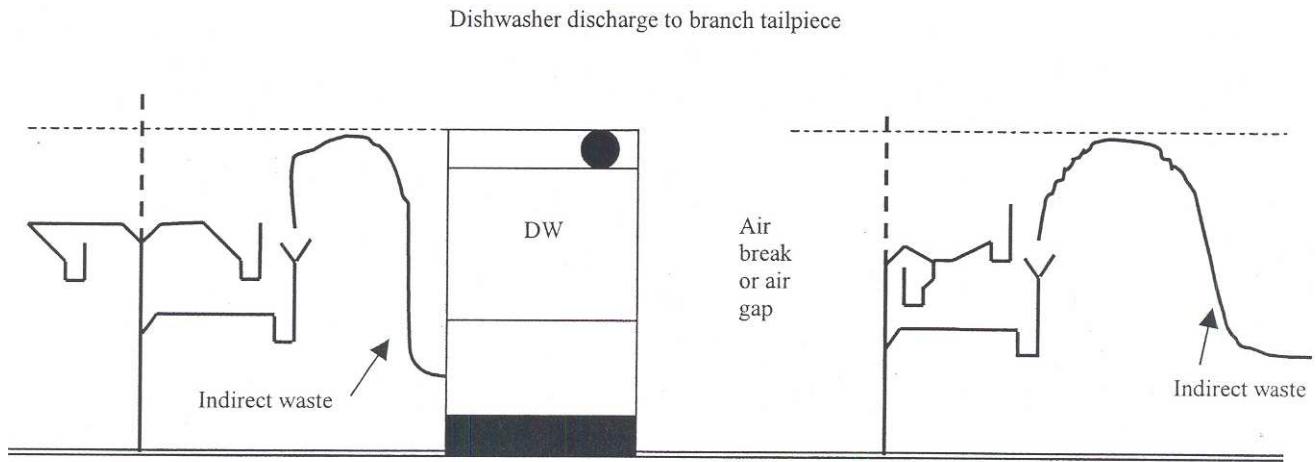 Dishwasher discharge to branch tailpiece
DW
Air
break
or air
gap
Indirect waste
Indirect waste